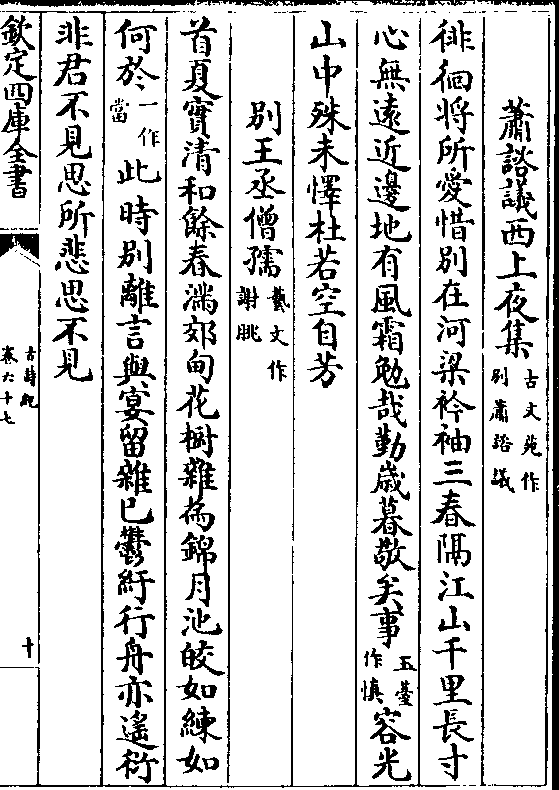 蕭諮議西上夜集古文苑作別蕭諮議
徘徊將所愛惜別在河梁衿袖三春隔江山千里長寸
心無遠近邊地有風霜勉哉勤歲暮敬矣事玉臺作慎容光
山中殊未懌杜若空自芳
別王丞僧孺藝文作謝朓
首夏實清和餘春滿郊甸花樹雜為錦月池皎如練如
何於一作當此時別離言與宴留雜已鬱紆行舟亦遙衍
非君不見思所悲思不見
欽定四庫全書
古詩紀
卷六十七
十